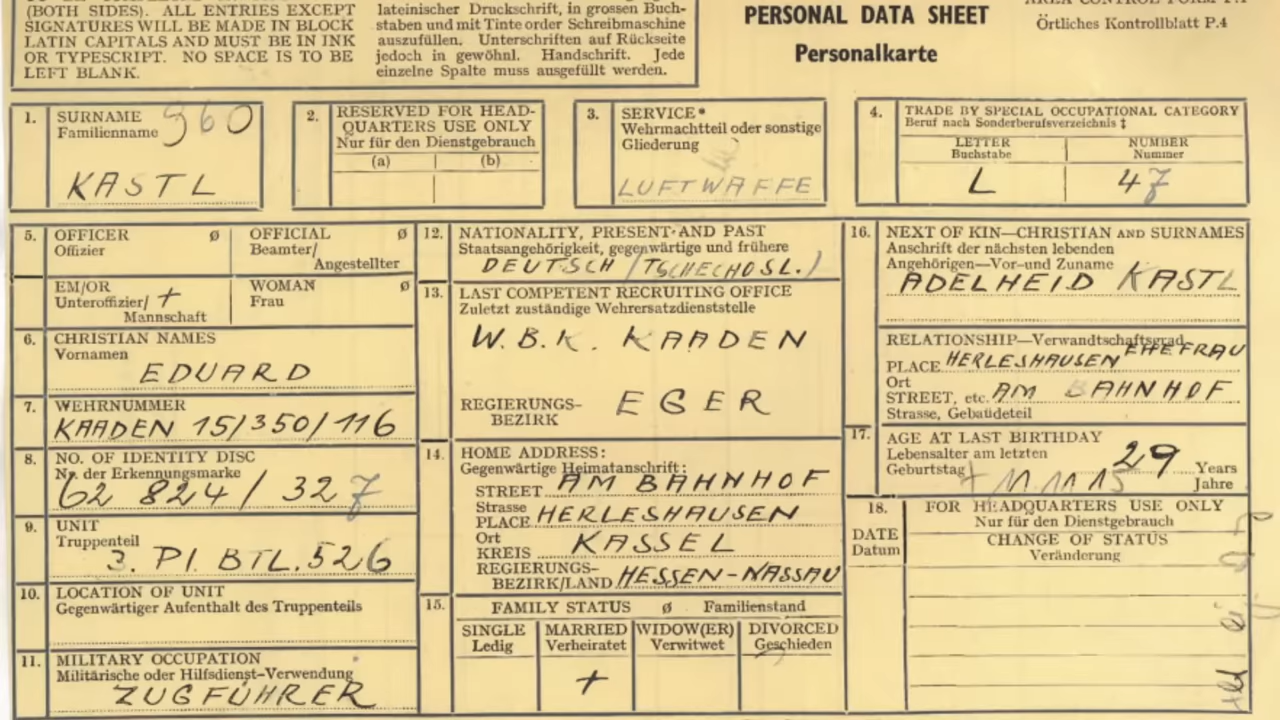 (BOTH SIDES). ALL ENTRIES EXCEPT
SIGNATURES WILL BE MADE IN BLOCK
LATIN CAPITALS AND MUST BE IN INK
OR TYPESCRIPT. NO SPACE IS TO BE
LEFT BLANK.
lateinischer Druckschrift, in grossen Buch-
staben und mit Tinte oder Schreibmaschine
auszufüllen. Unterschriften auf Rückseite
jedoch in gewöhnl. Handschrift. Jede
einzelne Spalte muss ausgefüllt werden.
PERSONAL DATA SHEET
Personalkarte
AREA CONTROL FORM P.4
Örtliches Kontrollblatt P.4
1. SURNAME
Familienname 960
KASTL
2. RESERVED FOR HEAD-
QUARTERS USE ONLY
Nur für den Dienstgebrauch
(a) (b)
3. SERVICE*
Wehrmachtteil oder sonstige
Gliederung
LUFTWAFFE
4. TRADE BY SPECIAL OCCUPATIONAL CATEGORY
Beruf nach Sonderberufsverzeichnis ‡
LETTER NUMBER
Buchstabe Nummer
L 47
5. OFFICER ø OFFICIAL ø
Offizier Beamter/
Angestellter
EM/OR WOMAN ø
Unteroffizier/ + Frau
Mannschaft
6. CHRISTIAN NAMES
Vornamen
EDUARD
7. WEHRNUMMER
KAADEN 15/350/116
8. NO. OF IDENTITY DISC
Nr. der Erkennungsmarke
62 824/ 327
9. UNIT
Truppenteil
3. Pl. BTL. 526
10. LOCATION OF UNIT
Gegenwärtiger Aufenthalt des Truppenteils
11. MILITARY OCCUPATION
Militärische oder Hilfsdienst-Verwendung
ZUGFÜHRER
12. NATIONALITY, PRESENT AND PAST
Staatsangehörigkeit, gegenwärtige und frühere
DEUTSCH /TSCHECHOSL./
13. LAST COMPETENT RECRUITING OFFICE
Zuletzt zuständige Wehrersatzdienststelle
W.B.K. KAADEN
REGIERUNGS- EGER
BEZIRK
14. HOME ADDRESS:
Gegenwärtige Heimatanschrift:
STREET AM BAHNHOF
Strasse
PLACE HERLESHAUSEN
Ort
KREIS KASSEL
REGIERUNGS-
BEZIRK/LAND HESSEN-NASSAU
15. FAMILY STATUS ø Familienstand
SINGLE MARRIED WIDOW(ER) DIVORCED
Ledig Verheiratet Verwitwet Geschieden
+
16. NEXT OF KIN—CHRISTIAN AND SURNAMES
Anschrift der nächsten lebenden
Angehörigen—Vor-und Zuname
ADELHEID KASTL
RELATIONSHIP—Verwandtschaftsgrad
EHEFRAU
PLACE HERLESHAUSEN
Ort
STREET, etc. AM BAHNHOF
Strasse, Gebäudeteil
17. AGE AT LAST BIRTHDAY
Lebensalter am letzten
Geburtstag 29 Years
Jahre
18. FOR HEADQUARTERS USE ONLY
Nur für den Dienstgebrauch
DATE CHANGE OF STATUS
Datum Veränderung